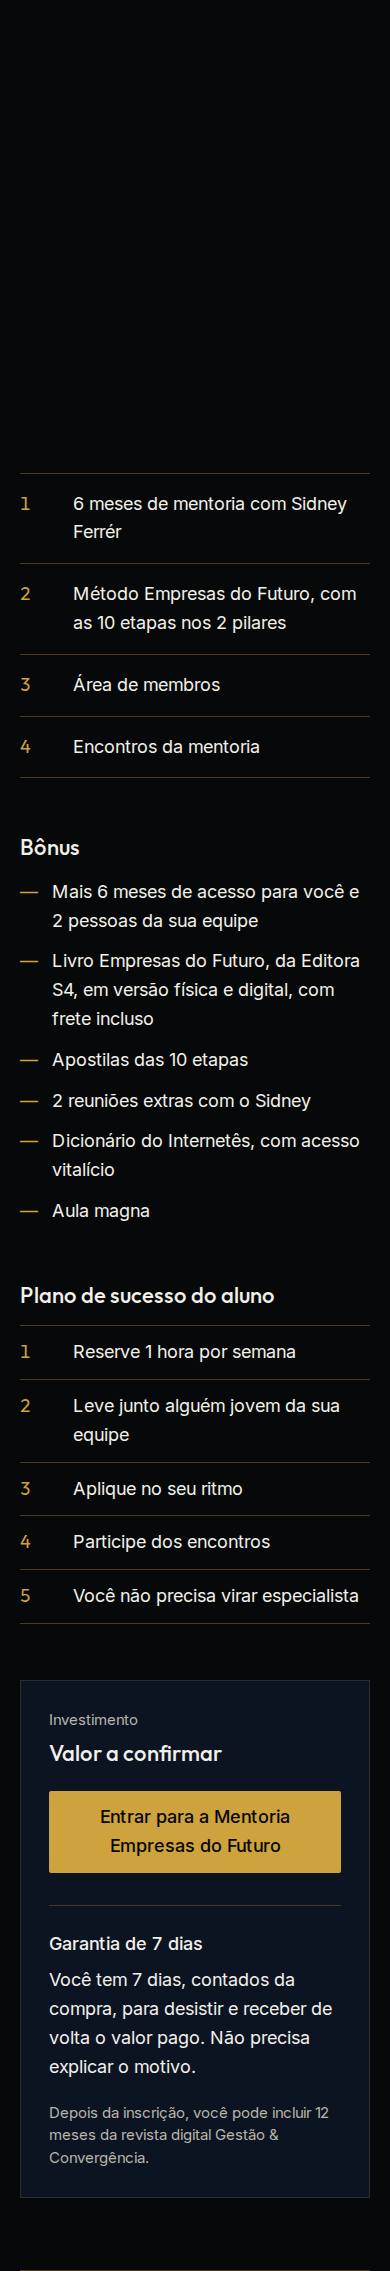 1 6 meses de mentoria com Sidney
Ferrér
2 Método Empresas do Futuro, com
as 10 etapas nos 2 pilares
3 Área de membros
4 Encontros da mentoria
Bônus
— Mais 6 meses de acesso para você e
2 pessoas da sua equipe
— Livro Empresas do Futuro, da Editora
S4, em versão física e digital, com
frete incluso
— Apostilas das 10 etapas
— 2 reuniões extras com o Sidney
— Dicionário do Internetês, com acesso
vitalício
— Aula magna
Plano de sucesso do aluno
1 Reserve 1 hora por semana
2 Leve junto alguém jovem da sua
equipe
3 Aplique no seu ritmo
4 Participe dos encontros
5 Você não precisa virar especialista
Investimento
Valor a confirmar
Entrar para a Mentoria
Empresas do Futuro
Garantia de 7 dias
Você tem 7 dias, contados da
compra, para desistir e receber de
volta o valor pago. Não precisa
explicar o motivo.
Depois da inscrição, você pode incluir 12
meses da revista digital Gestão &
Convergência.